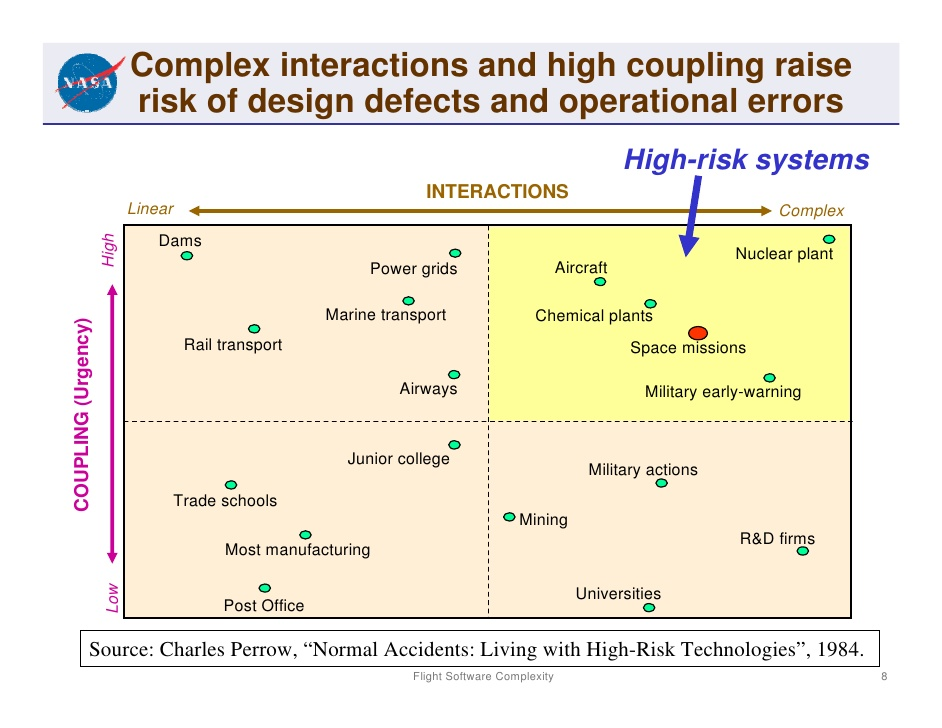 NASA
Complex interactions and high coupling raise
risk of design defects and operational errors
High-risk systems
INTERACTIONS
Linear
Complex
High
COUPLING (Urgency)
Low
Dams
Power grids
Marine transport
Rail transport
Airways
Aircraft
Nuclear plant
Chemical plants
Space missions
Military early-warning
Junior college
Trade schools
Most manufacturing
Post Office
Military actions
Mining
R&D firms
Universities
Source: Charles Perrow, “Normal Accidents: Living with High-Risk Technologies”, 1984.
Flight Software Complexity
8